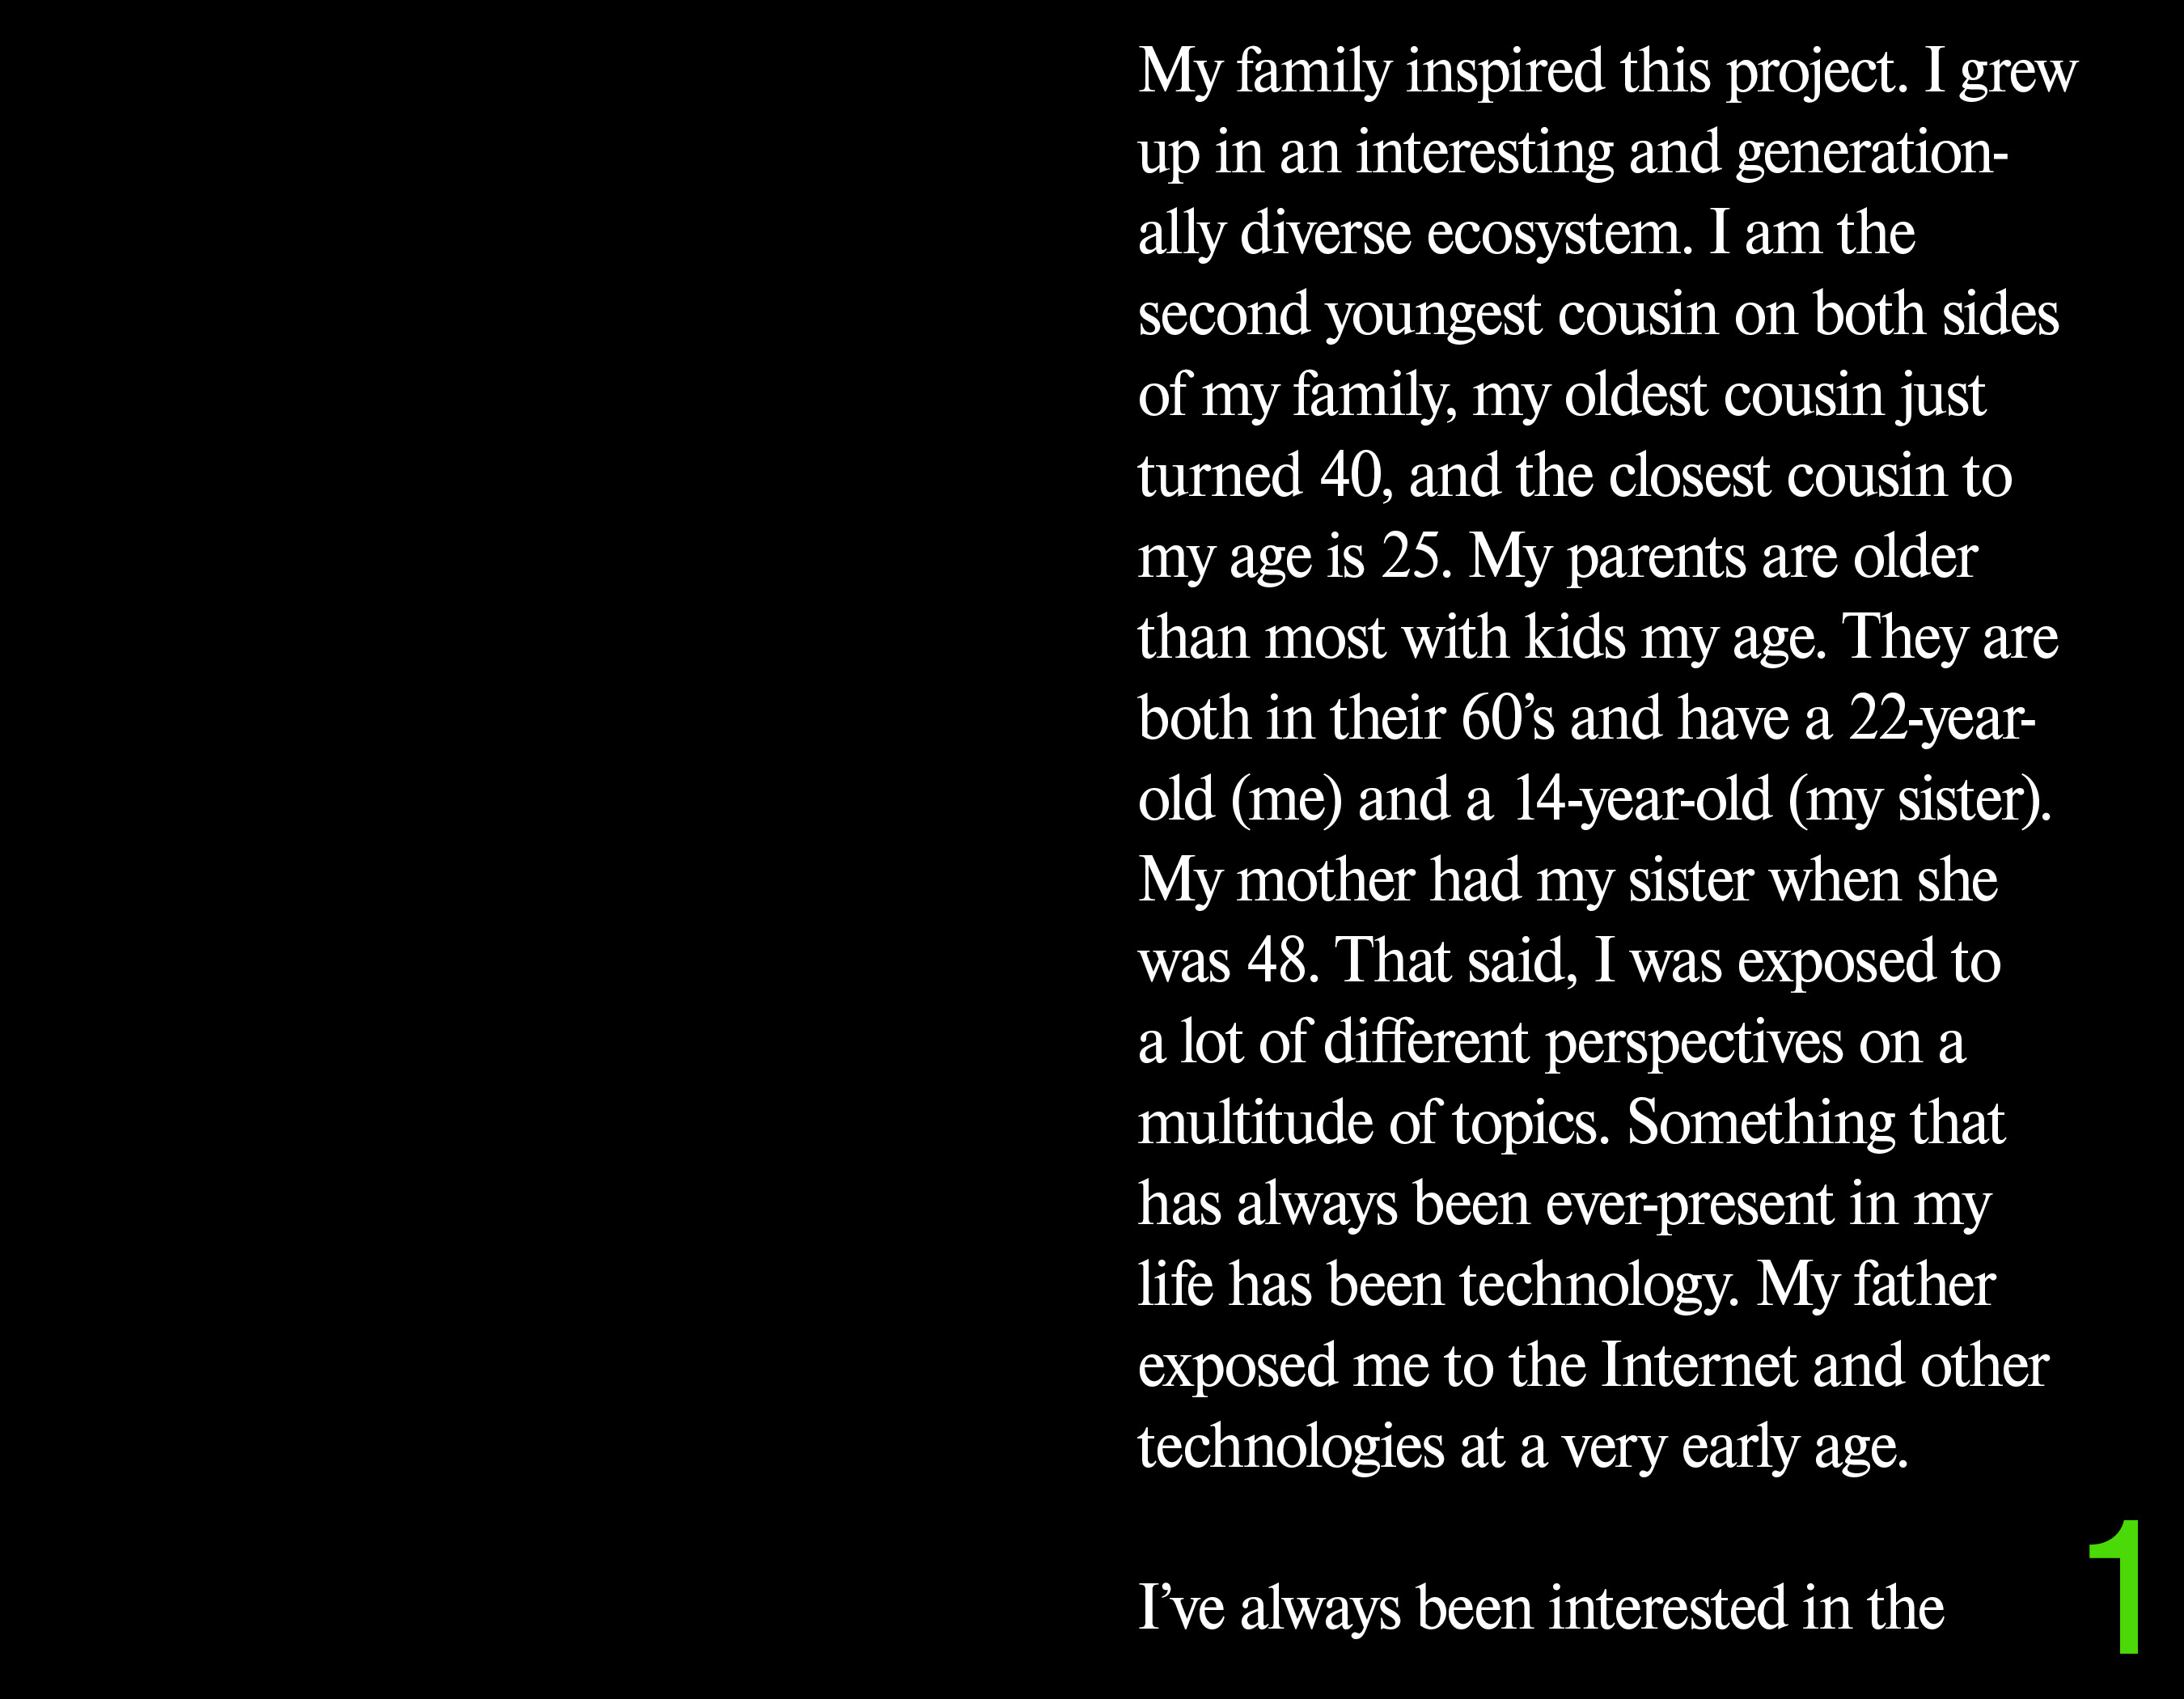 My family inspired this project. I grew
up in an interesting and generation-
ally diverse ecosystem. I am the
second youngest cousin on both sides
of my family, my oldest cousin just
turned 40, and the closest cousin to
my age is 25. My parents are older
than most with kids my age. They are
both in their 60’s and have a 22-year-
old (me) and a 14-year-old (my sister).
My mother had my sister when she
was 48. That said, I was exposed to
a lot of different perspectives on a
multitude of topics. Something that
has always been ever-present in my
life has been technology. My father
exposed me to the Internet and other
technologies at a very early age.
I’ve always been interested in the
1